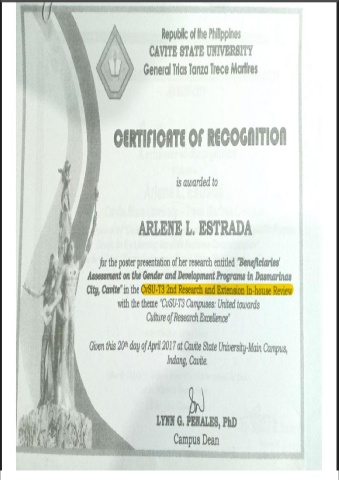 Republic of the Philippines
CAVITE STATE UNIVERSITY
General Trias Tanza Trece Martires
CERTIFICATE OF RECOGNITION
is awarded to
ARLENE L. ESTRADA
for the poster presentation of her research entitled "Beneficiaries'
Assessment on the Gender and Development Programs in Dasmarinas
City, Cavite" in the CvSU-T3 2nd Research and Extension In-house Review
with the theme "CvSU-T3 Campuses: United towards
Culture of Research Excellence"
Given this 20th day of April 2017 at Cavite State University-Main Campus,
Indang, Cavite.
LYNN G. PENALES, PhD
Campus Dean